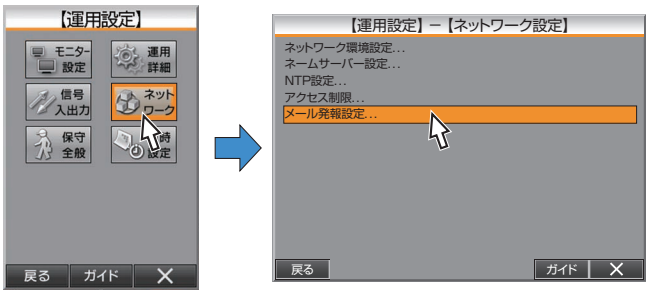 【運用設定】
モニター
設定
運用
詳細
信号
入出力
ネット
ワーク
保守
全般
時
設定
戻る
ガイド
X
【運用設定】－【ネットワーク設定】
ネットワーク環境設定...
ネームサーバー設定...
NTP設定...
アクセス制限...
メール発報設定...
戻る
ガイド
X